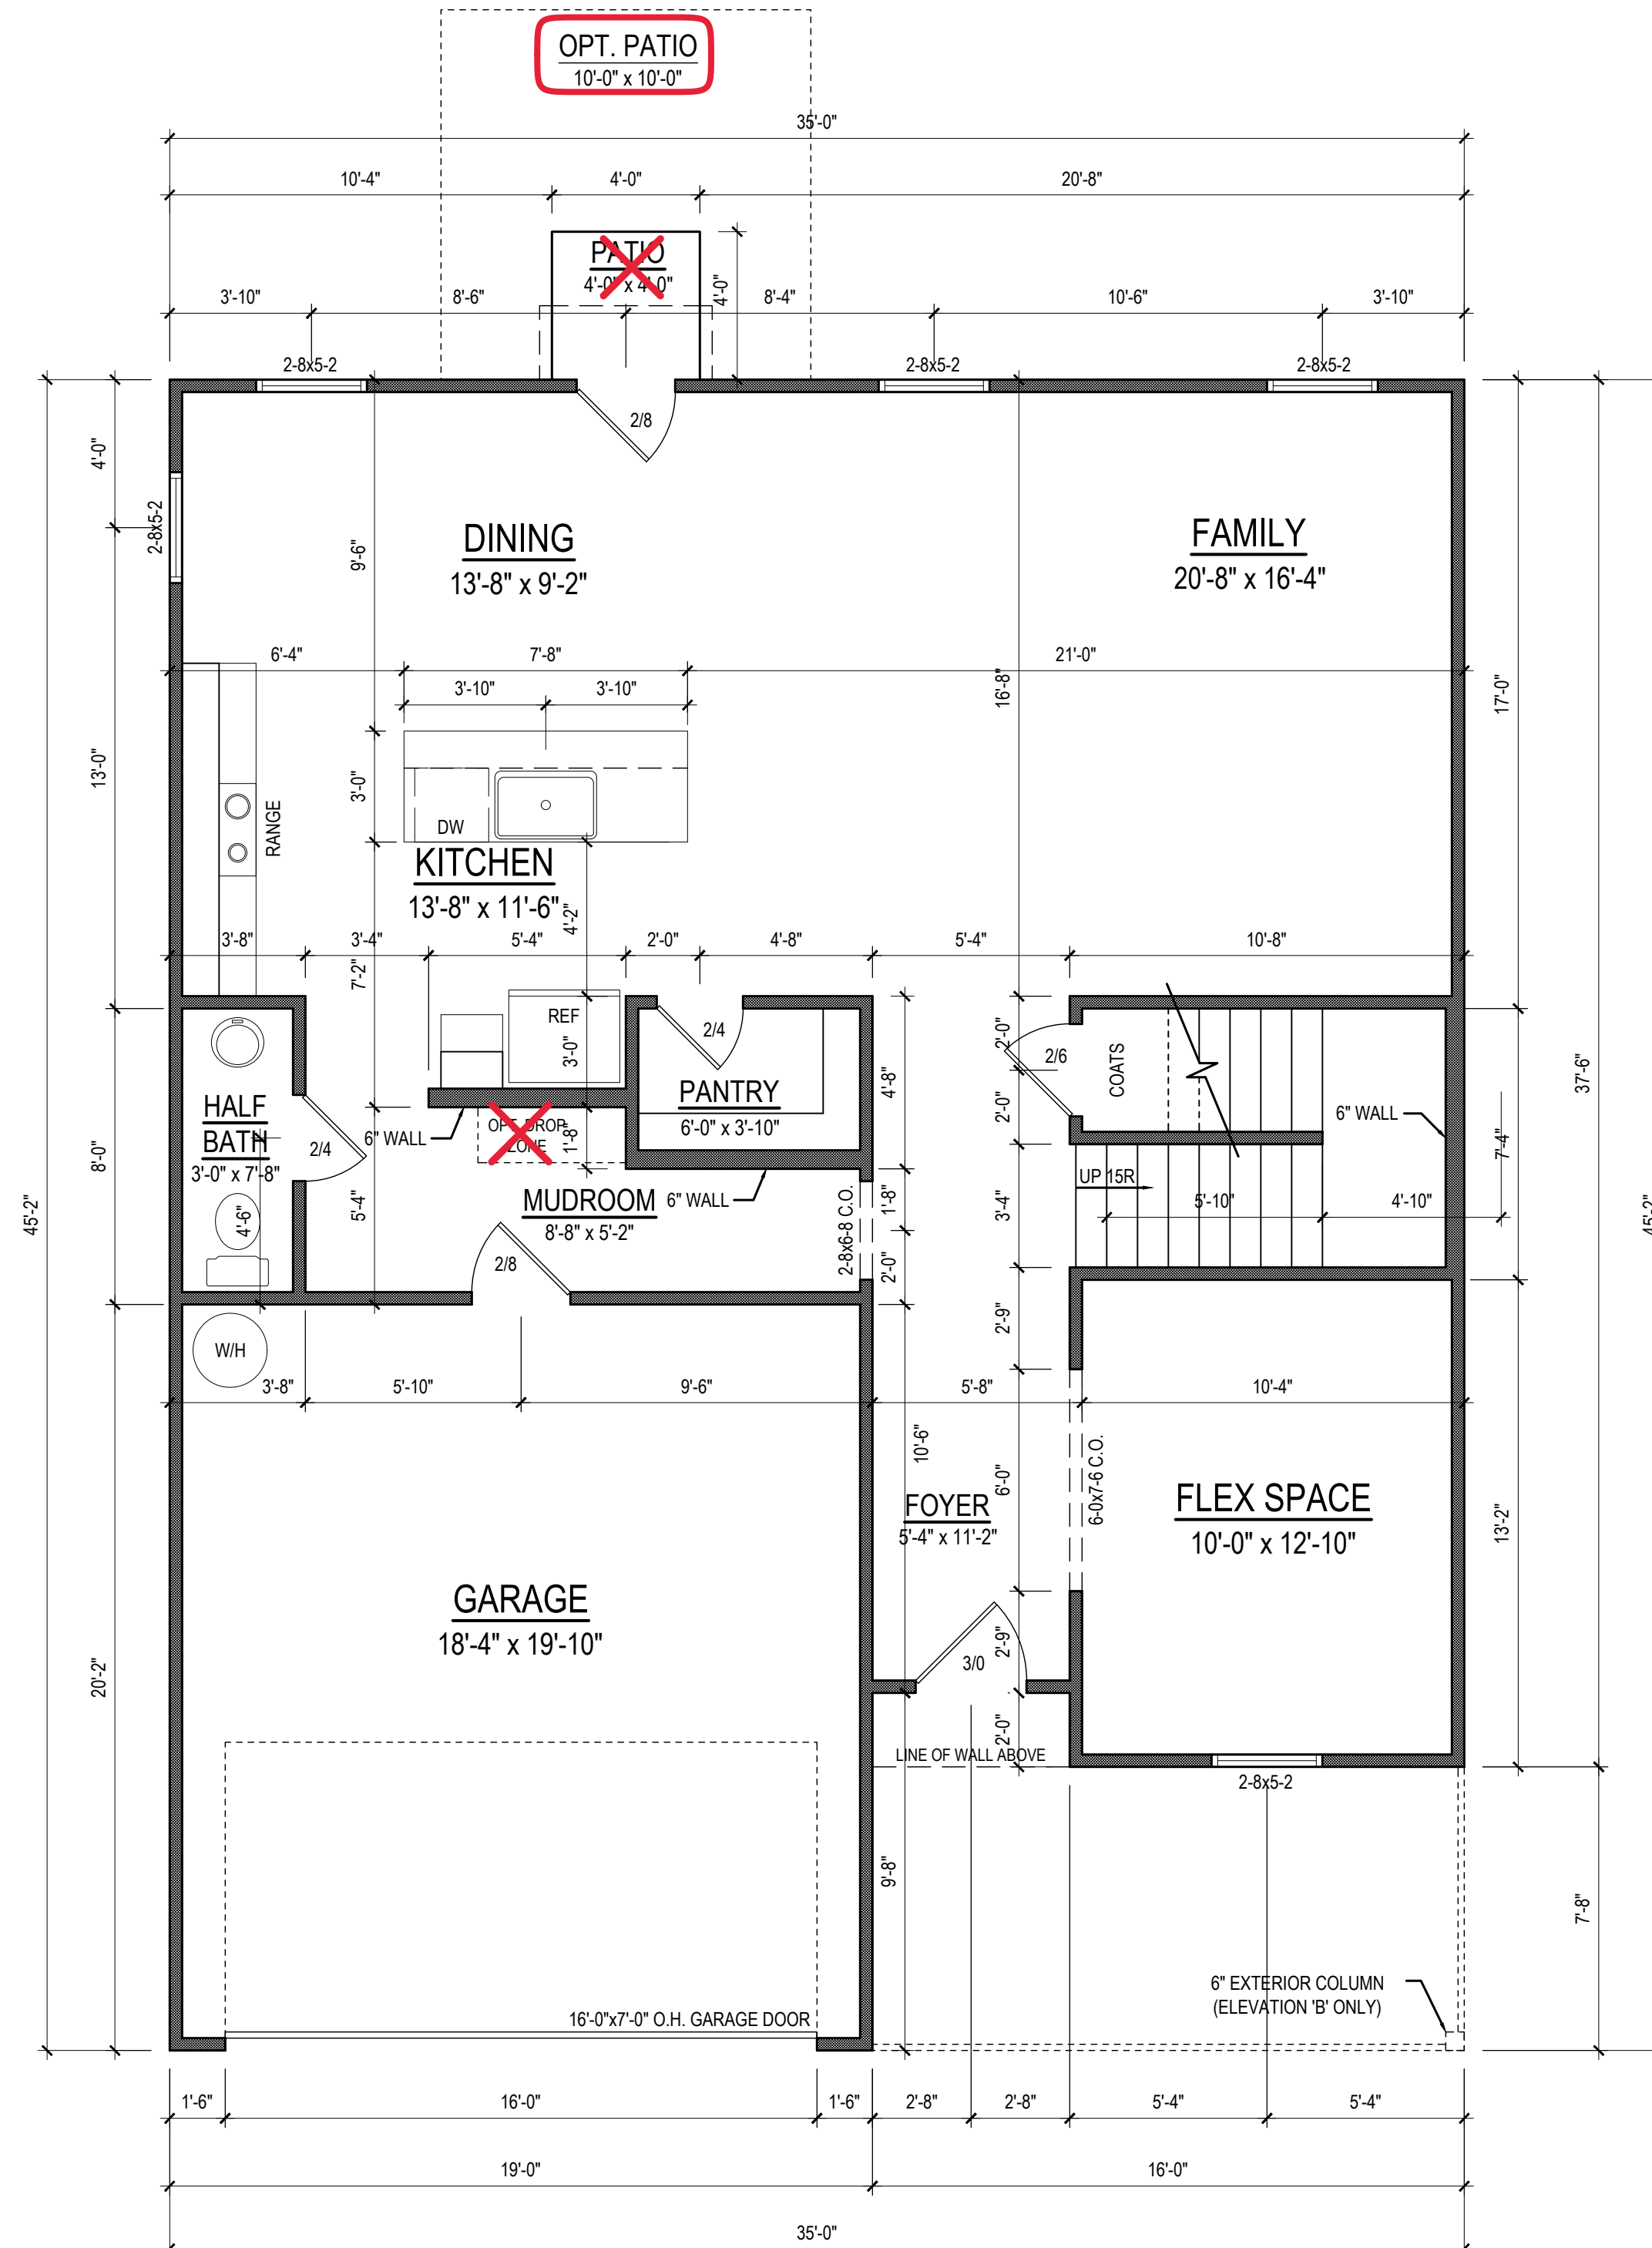 OPT. PATIO
10'-0" x 10'-0"
35'-0"
10'-4"
4'-0"
20'-8"
PATIO
4'-0" x 4'-0"
4'-0"
3'-10"
8'-6"
8'-4"
10'-6"
3'-10"
2-8x5-2
2-8x5-2
2-8x5-2
2/8
4'-0"
2-8x5-2
DINING
13'-8" x 9'-2"
9'-6"
FAMILY
20'-8" x 16'-4"
6'-4"
7'-8"
21'-0"
3'-10"
3'-10"
16'-8"
17'-0"
13'-0"
3'-0"
RANGE
DW
KITCHEN
13'-8" x 11'-6"
4'-2"
3'-8"
3'-4"
5'-4"
2'-0"
4'-8"
5'-4"
10'-8"
7'-2"
REF
3'-0"
2/4
PANTRY
6'-0" x 3'-10"
4'-8"
2'-0"
2/6
COATS
2'-0"
6" WALL
37'-6"
HALF
BATH
3'-0" x 7'-8"
2/4
6" WALL
OPT. DROP
ZONE
1'-8"
8'-0"
4'-6"
5'-4"
MUDROOM
8'-8" x 5'-2"
6" WALL
2/8
2-8x6-8 C.O.
1'-8"
2'-0"
3'-4"
UP 15R
5'-10"
4'-10"
7'-4"
45'-2"
45'-2"
W/H
2'-9"
3'-8"
5'-10"
9'-6"
5'-8"
10'-4"
10'-6"
6'-0"
6-0x7-6 C.O.
FOYER
5'-4" x 11'-2"
FLEX SPACE
10'-0" x 12'-10"
13'-2"
GARAGE
18'-4" x 19'-10"
20'-2"
3/0
2'-9"
2'-0"
LINE OF WALL ABOVE
2-8x5-2
9'-8"
7'-8"
6" EXTERIOR COLUMN
(ELEVATION 'B' ONLY)
16'-0"x7'-0" O.H. GARAGE DOOR
1'-6"
16'-0"
1'-6"
2'-8"
2'-8"
5'-4"
5'-4"
19'-0"
16'-0"
35'-0"